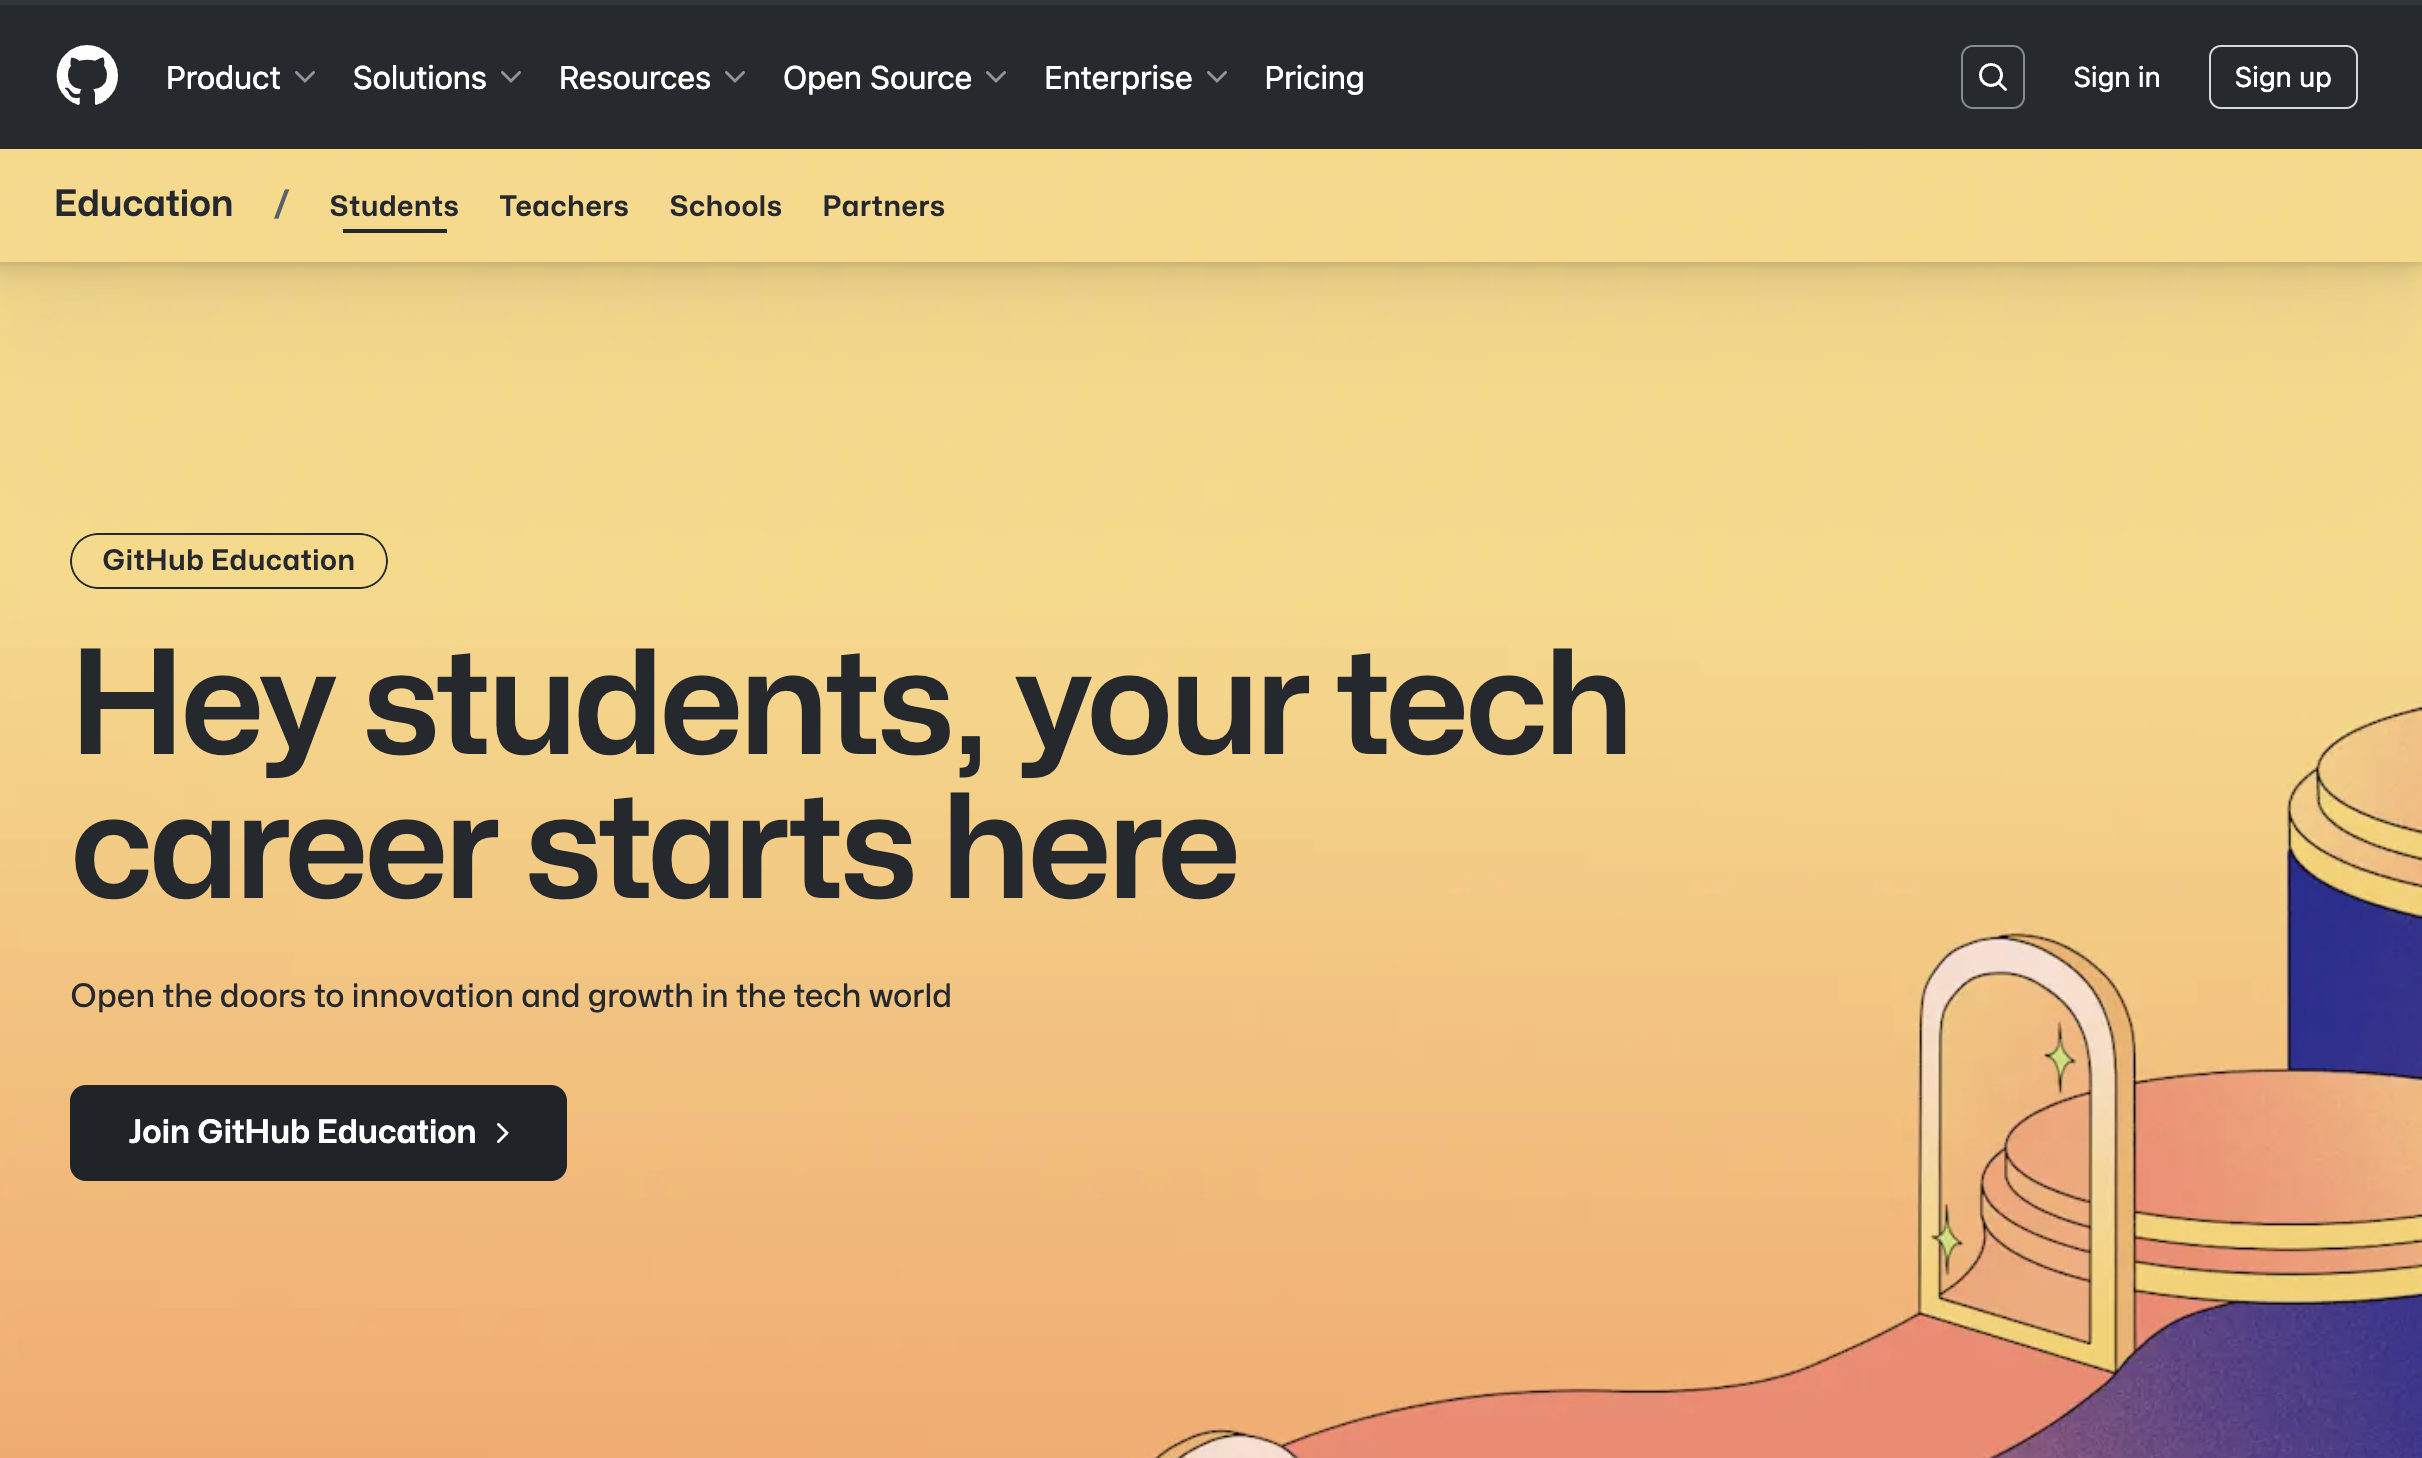 Product Solutions Resources Open Source Enterprise Pricing Sign in Sign up
Education / Students Teachers Schools Partners
GitHub Education
Hey students, your tech
career starts here
Open the doors to innovation and growth in the tech world
Join GitHub Education